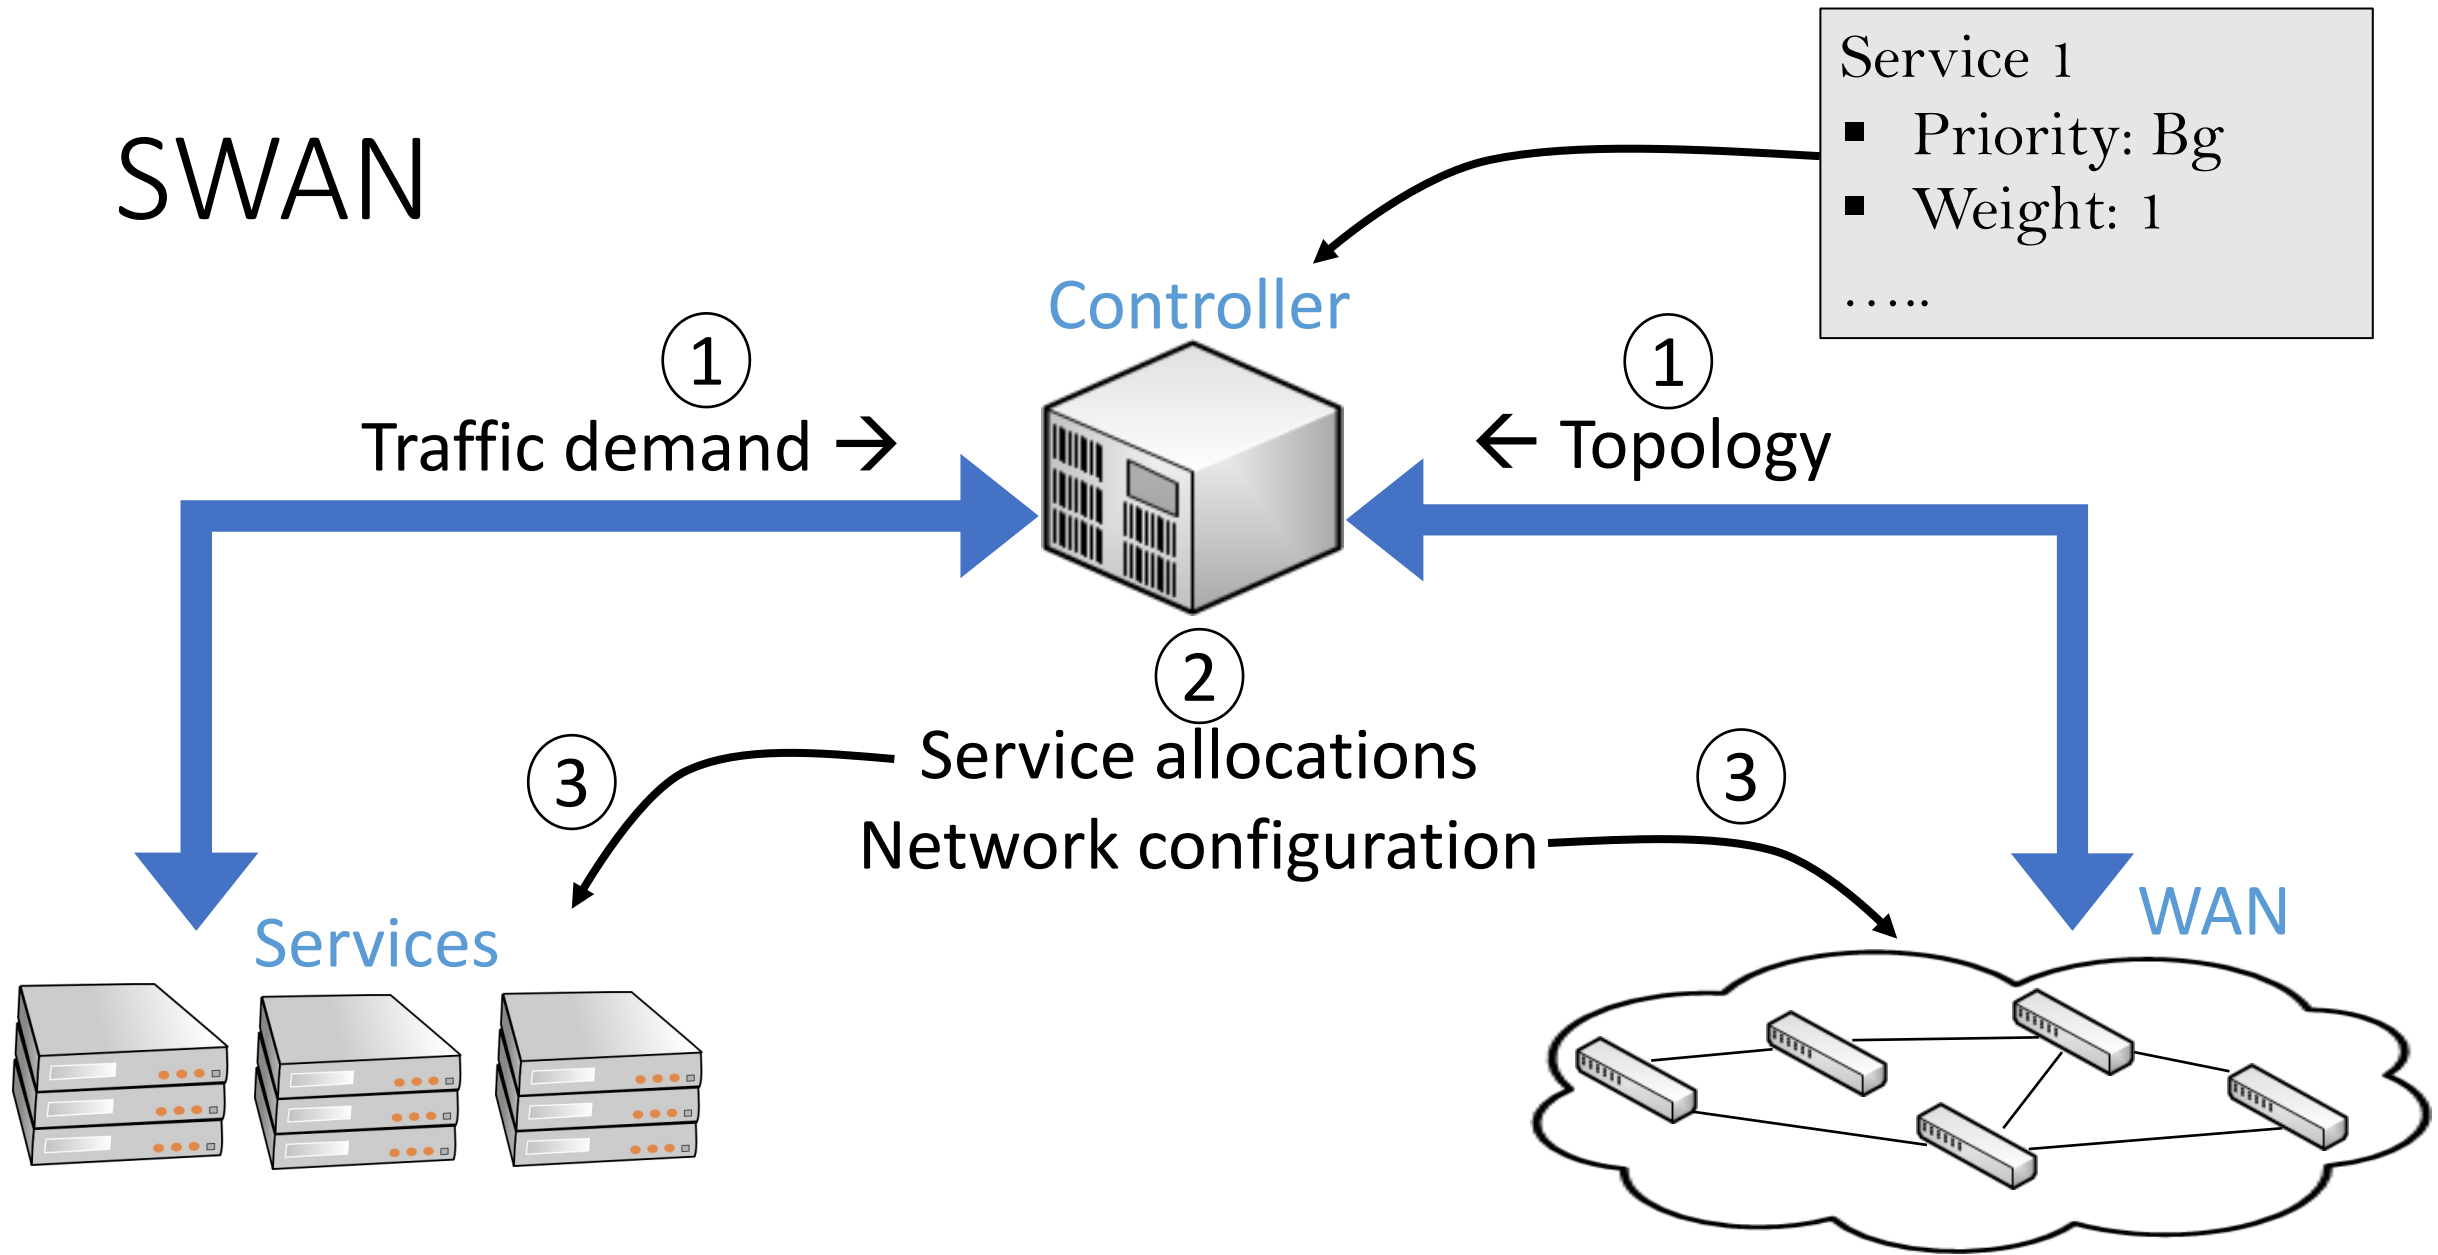 SWAN
Service 1
▪ Priority: Bg
▪ Weight: 1
.....
Controller
1
Traffic demand →
1
← Topology
2
Service allocations
Network configuration
3
3
Services
WAN